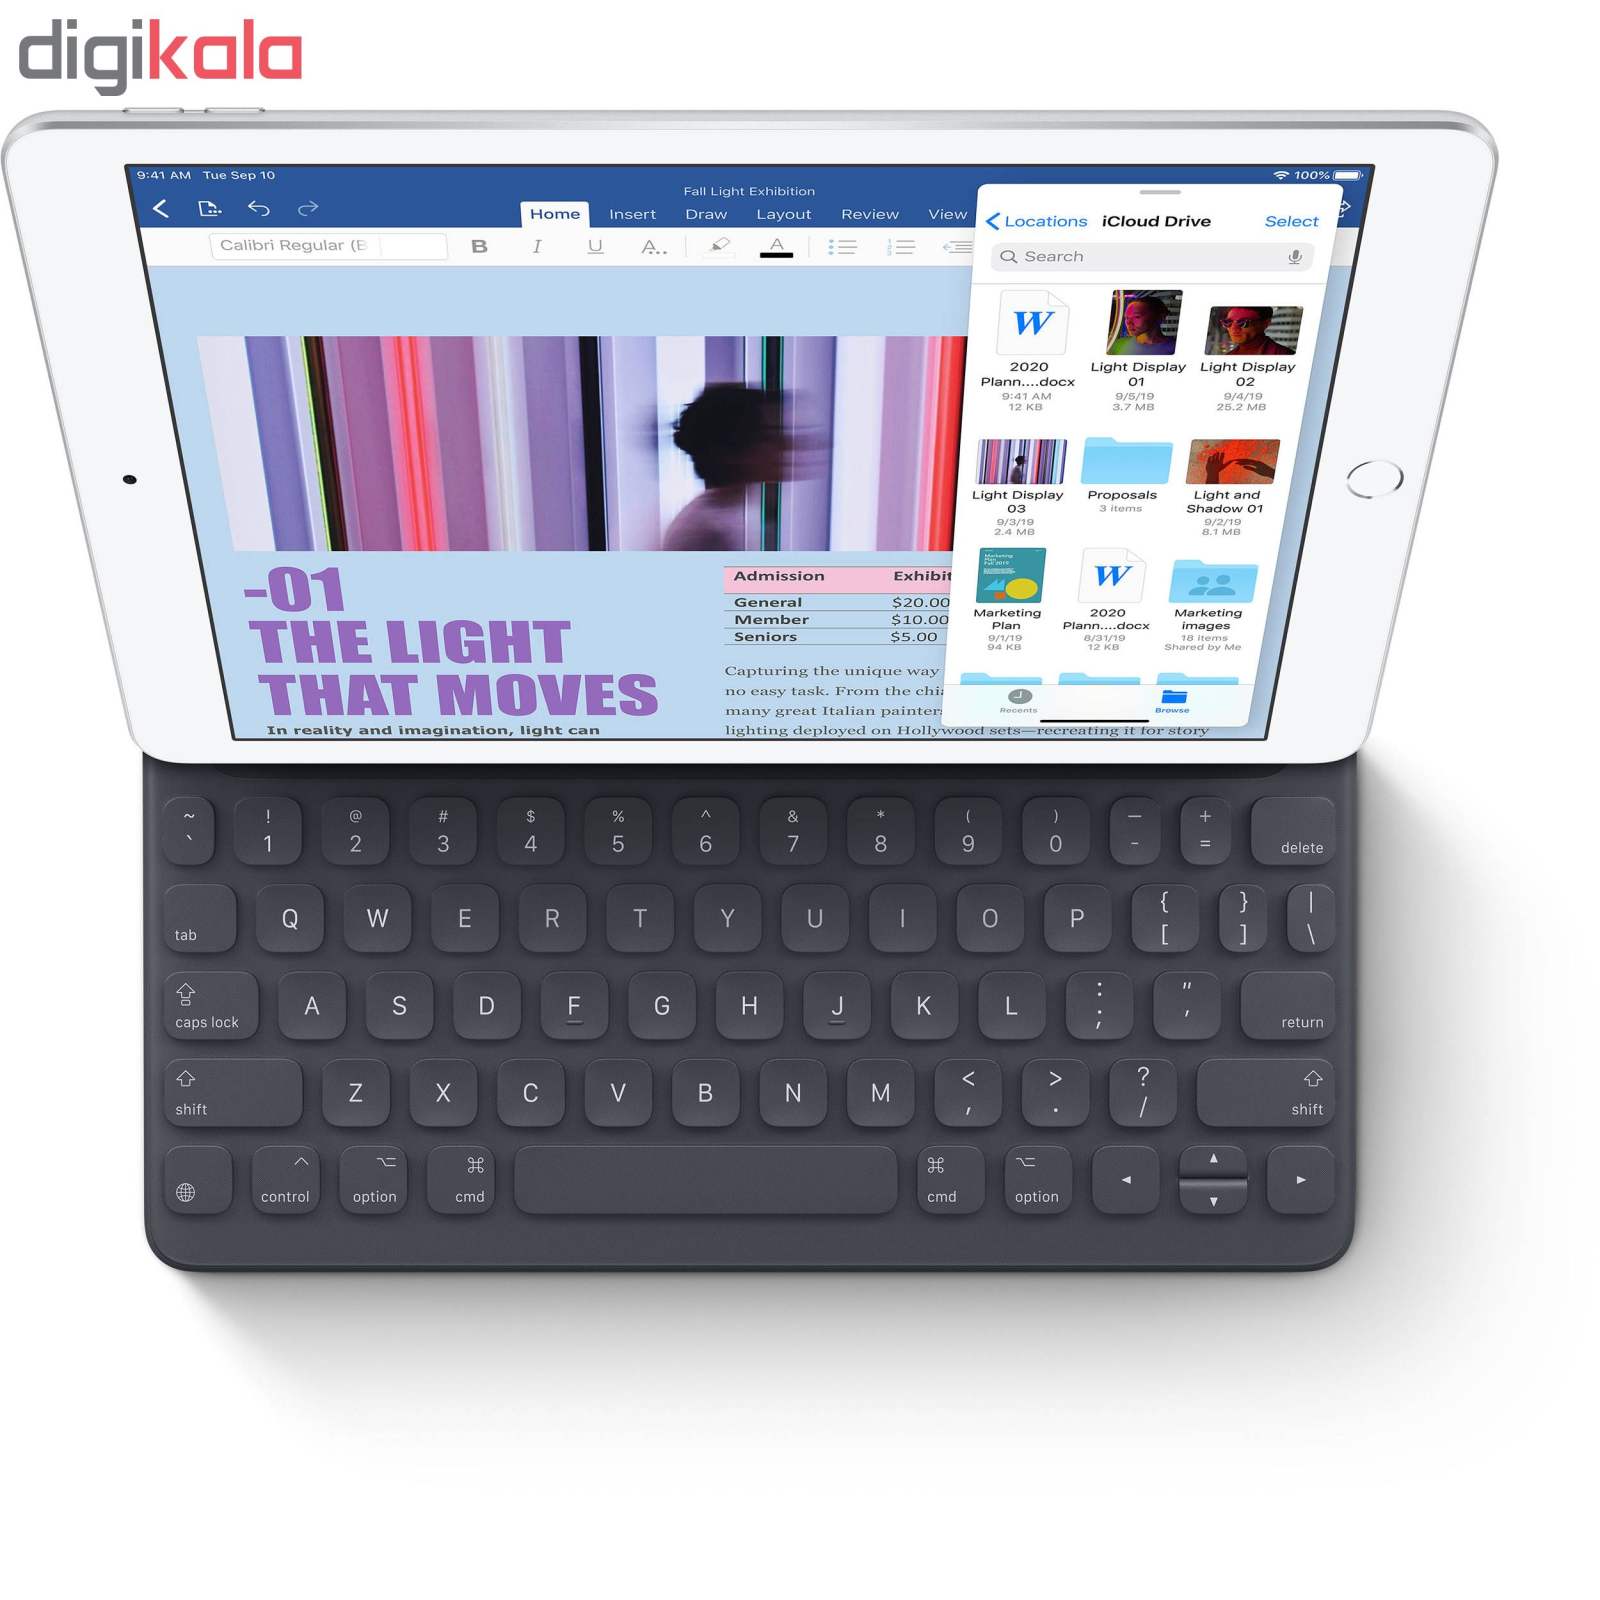 digikala
9:41 AM Tue Sep 10
100%
Fall Light Exhibition
Home Insert Draw Layout Review View
Calibri Regular (B
B I U A... A
Locations iCloud Drive Select
Search
2020
Plann....docx
9:41 AM
12 KB
Light Display
01
9/5/19
3.7 MB
Light Display
02
9/4/19
25.2 MB
Light Display
03
9/3/19
2.4 MB
Proposals
3 items
Light and
Shadow 01
9/2/19
8.1 MB
Marketing
Plan
Fall 2019
Marketing
Plan
9/1/19
94 KB
W
2020
Plann....docx
8/31/19
12 KB
Marketing
images
18 items
Shared by Me
Recents Browse
-01
THE LIGHT
THAT MOVES
In reality and imagination, light can
Admission Exhibit
General $20.00
Member $10.00
Seniors $5.00
Capturing the unique way
no easy task. From the chia
many great Italian painters
lighting deployed on Hollywood sets—recreating it for story
~ ! @ # $ % ^ & * ( ) — +
` 1 2 3 4 5 6 7 8 9 0 - = delete
tab Q W E R T Y U I O P { [ } ] | \
caps lock A S D F G H J K L : ; " ' return
shift Z X C V B N M < , > . ? / shift
control option cmd cmd option